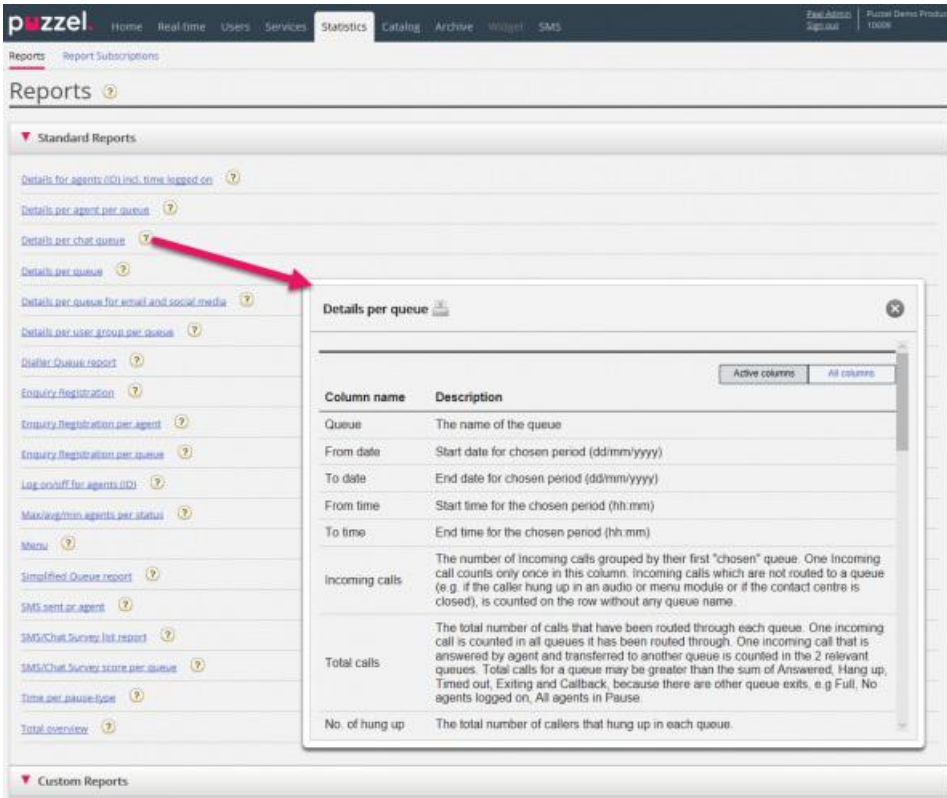 puzzel.
Home Real-time Users Services Statistics Catalog Archive Widget SMS
Paul Admin
Sign out
Puzzel Demo Produc
10009
Reports Report Subscriptions
Reports ?
Standard Reports
Details for agents (ID) incl. time logged on ?
Details per agent per queue ?
Details per chat queue ?
Details per queue ?
Details per queue for email and social media ?
Details per user group per queue ?
Dialler Queue report ?
Enquiry Registration ?
Enquiry Registration per agent ?
Enquiry Registration per queue ?
Log on/off for agents (ID) ?
Max/avg/min agents per status ?
Menu ?
Simplified Queue report ?
SMS sent pr agent ?
SMS/Chat Survey list report ?
SMS/Chat Survey score per queue ?
Time per pause-type ?
Total overview ?
Custom Reports
Details per queue
Active columns All columns
Column name Description
Queue The name of the queue
From date Start date for chosen period (dd/mm/yyyy)
To date End date for chosen period (dd/mm/yyyy)
From time Start time for the chosen period (hh:mm)
To time End time for the chosen period (hh:mm)
Incoming calls The number of Incoming calls grouped by their first "chosen" queue. One Incoming
call counts only once in this column. Incoming calls which are not routed to a queue
(e.g. if the caller hung up in an audio or menu module or if the contact centre is
closed), is counted on the row without any queue name.
Total calls The total number of calls that have been routed through each queue. One incoming
call is counted in all queues it has been routed through. One incoming call that is
answered by agent and transferred to another queue is counted in the 2 relevant
queues. Total calls for a queue may be greater than the sum of Answered, Hang up,
Timed out, Exiting and Callback, because there are other queue exits, e.g Full, No
agents logged on, All agents in Pause.
No. of hung up The total number of callers that hung up in each queue.